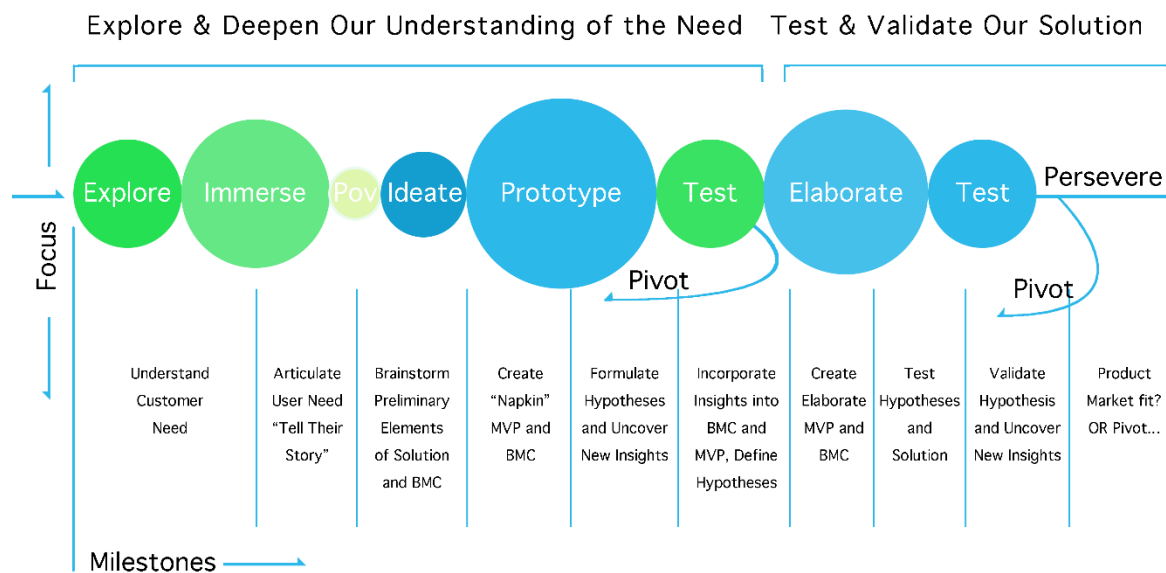 Explore & Deepen Our Understanding of the Need
Test & Validate Our Solution
Focus
Explore
Immerse
Pov
Ideate
Prototype
Test
Elaborate
Test
Persevere
Pivot
Pivot
Understand
Customer
Need
Articulate
User Need
“Tell Their
Story”
Brainstorm
Preliminary
Elements
of Solution
and BMC
Create
“Napkin”
MVP and
BMC
Formulate
Hypotheses
and Uncover
New Insights
Incorporate
Insights into
BMC and
MVP, Define
Hypotheses
Create
Elaborate
MVP and
BMC
Test
Hypotheses
and
Solution
Validate
Hypothesis
and Uncover
New Insights
Product
Market fit?
OR Pivot...
Milestones